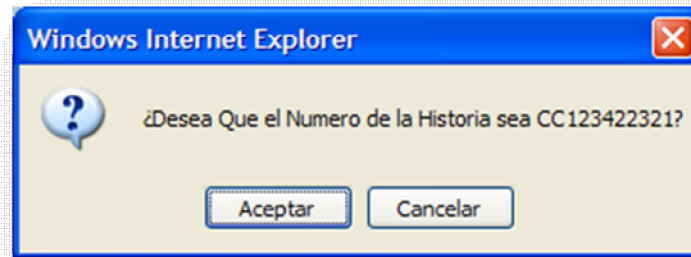 Windows Internet Explorer
¿Desea Que el Numero de la Historia sea CC123422321?
Aceptar Cancelar